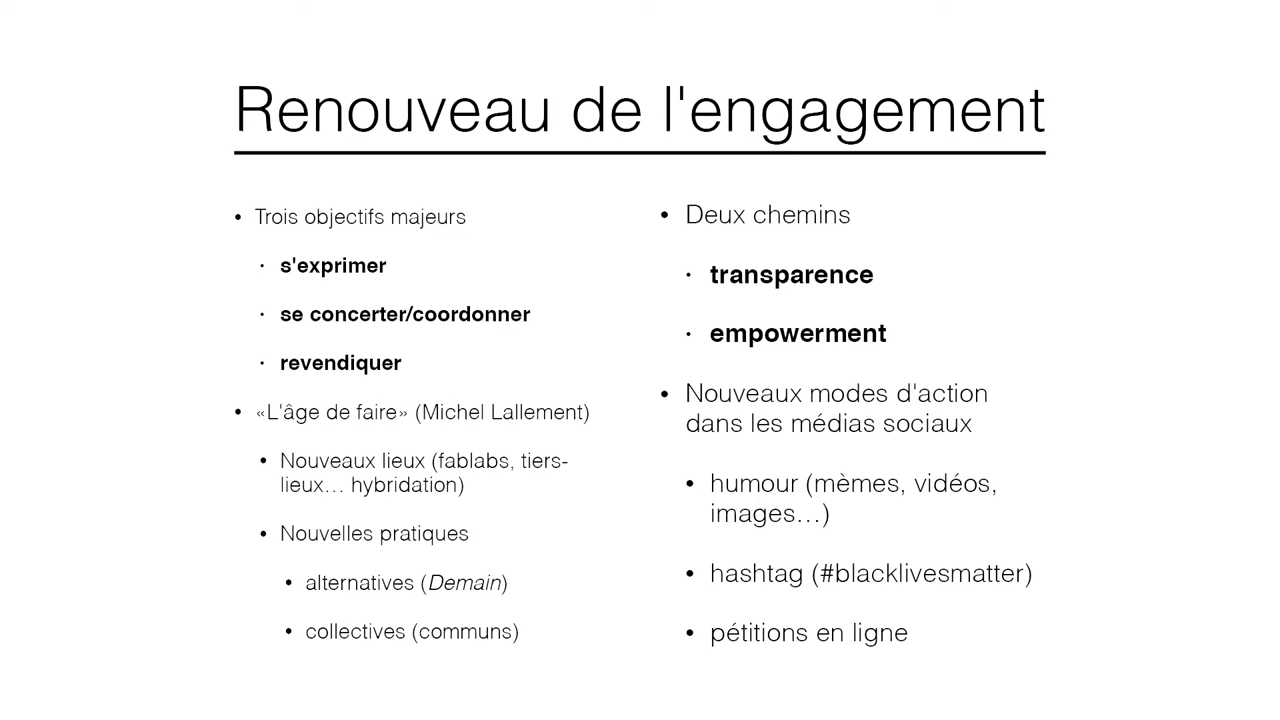 Renouveau de l'engagement
• Trois objectifs majeurs
• s'exprimer
• se concerter/coordonner
• revendiquer
• «L'âge de faire» (Michel Lallement)
• Nouveaux lieux (fablabs, tiers-
lieux… hybridation)
• Nouvelles pratiques
• alternatives (Demain)
• collectives (communs)
• Deux chemins
• transparence
• empowerment
• Nouveaux modes d'action
dans les médias sociaux
• humour (mèmes, vidéos,
images…)
• hashtag (#blacklivesmatter)
• pétitions en ligne